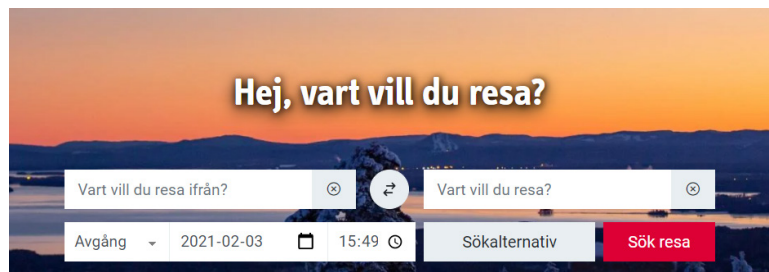 Hej, vart vill du resa?
Vart vill du resa ifrån?
Vart vill du resa?
Avgång 2021-02-03 15:49 Sökalternativ Sök resa